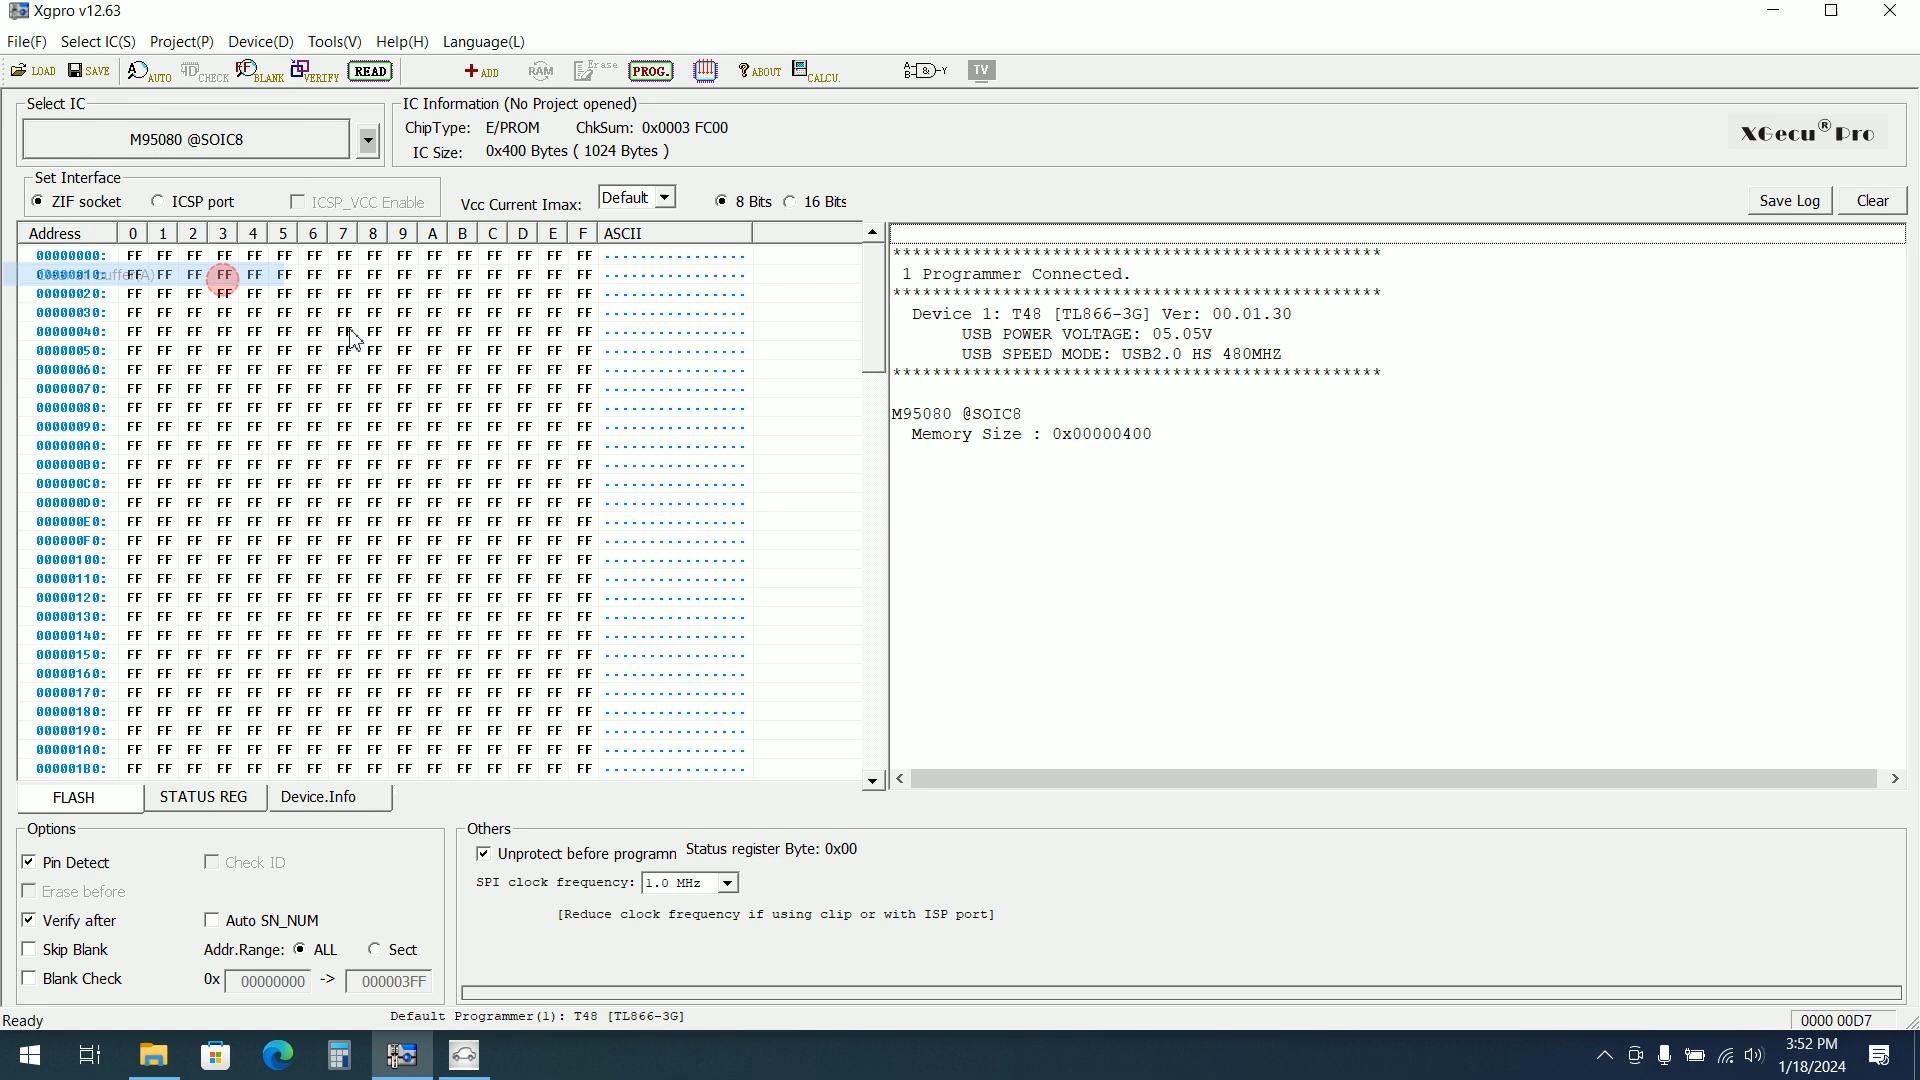 Xgpro v12.63
File(F) Select IC(S) Project(P) Device(D) Tools(V) Help(H) Language(L)
LOAD SAVE AUTO CHECK BLANK VERIFY READ ADD RAM Erase PROG. ABOUT CALCU. TV
Select IC
M95080 @SOIC8
IC Information (No Project opened)
ChipType: E/PROM ChkSum: 0x0003 FC00
IC Size: 0x400 Bytes ( 1024 Bytes )
XGecu® Pro
Set Interface
ZIF socket ICSP port ICSP_VCC Enable Vcc Current Imax: Default 8 Bits 16 Bits
Save Log Clear
Address 0 1 2 3 4 5 6 7 8 9 A B C D E F ASCII
00000000: FF FF FF FF FF FF FF FF FF FF FF FF FF FF FF FF ................
00000010: FF FF FF FF FF FF FF FF FF FF FF FF FF FF FF FF ................
00000020: FF FF FF FF FF FF FF FF FF FF FF FF FF FF FF FF ................
00000030: FF FF FF FF FF FF FF FF FF FF FF FF FF FF FF FF ................
00000040: FF FF FF FF FF FF FF FF FF FF FF FF FF FF FF FF ................
00000050: FF FF FF FF FF FF FF FF FF FF FF FF FF FF FF FF ................
00000060: FF FF FF FF FF FF FF FF FF FF FF FF FF FF FF FF ................
00000070: FF FF FF FF FF FF FF FF FF FF FF FF FF FF FF FF ................
00000080: FF FF FF FF FF FF FF FF FF FF FF FF FF FF FF FF ................
00000090: FF FF FF FF FF FF FF FF FF FF FF FF FF FF FF FF ................
000000A0: FF FF FF FF FF FF FF FF FF FF FF FF FF FF FF FF ................
000000B0: FF FF FF FF FF FF FF FF FF FF FF FF FF FF FF FF ................
000000C0: FF FF FF FF FF FF FF FF FF FF FF FF FF FF FF FF ................
000000D0: FF FF FF FF FF FF FF FF FF FF FF FF FF FF FF FF ................
000000E0: FF FF FF FF FF FF FF FF FF FF FF FF FF FF FF FF ................
000000F0: FF FF FF FF FF FF FF FF FF FF FF FF FF FF FF FF ................
00000100: FF FF FF FF FF FF FF FF FF FF FF FF FF FF FF FF ................
00000110: FF FF FF FF FF FF FF FF FF FF FF FF FF FF FF FF ................
00000120: FF FF FF FF FF FF FF FF FF FF FF FF FF FF FF FF ................
00000130: FF FF FF FF FF FF FF FF FF FF FF FF FF FF FF FF ................
00000140: FF FF FF FF FF FF FF FF FF FF FF FF FF FF FF FF ................
00000150: FF FF FF FF FF FF FF FF FF FF FF FF FF FF FF FF ................
00000160: FF FF FF FF FF FF FF FF FF FF FF FF FF FF FF FF ................
00000170: FF FF FF FF FF FF FF FF FF FF FF FF FF FF FF FF ................
00000180: FF FF FF FF FF FF FF FF FF FF FF FF FF FF FF FF ................
00000190: FF FF FF FF FF FF FF FF FF FF FF FF FF FF FF FF ................
000001A0: FF FF FF FF FF FF FF FF FF FF FF FF FF FF FF FF ................
000001B0: FF FF FF FF FF FF FF FF FF FF FF FF FF FF FF FF ................
*************************************************
1 Programmer Connected.
*************************************************
Device 1: T48 [TL866-3G] Ver: 00.01.30
USB POWER VOLTAGE: 05.05V
USB SPEED MODE: USB2.0 HS 480MHZ
*************************************************
M95080 @SOIC8
Memory Size : 0x00000400
FLASH STATUS REG Device.Info
Options
Pin Detect Check ID
Erase before
Verify after Auto SN_NUM
Skip Blank Addr.Range: ALL Sect
Blank Check 0x 00000000 -> 000003FF
Others
Unprotect before programn Status register Byte: 0x00
SPI clock frequency: 1.0 MHz
[Reduce clock frequency if using clip or with ISP port]
Ready Default Programmer(1): T48 [TL866-3G] 0000 00D7
3:52 PM
1/18/2024